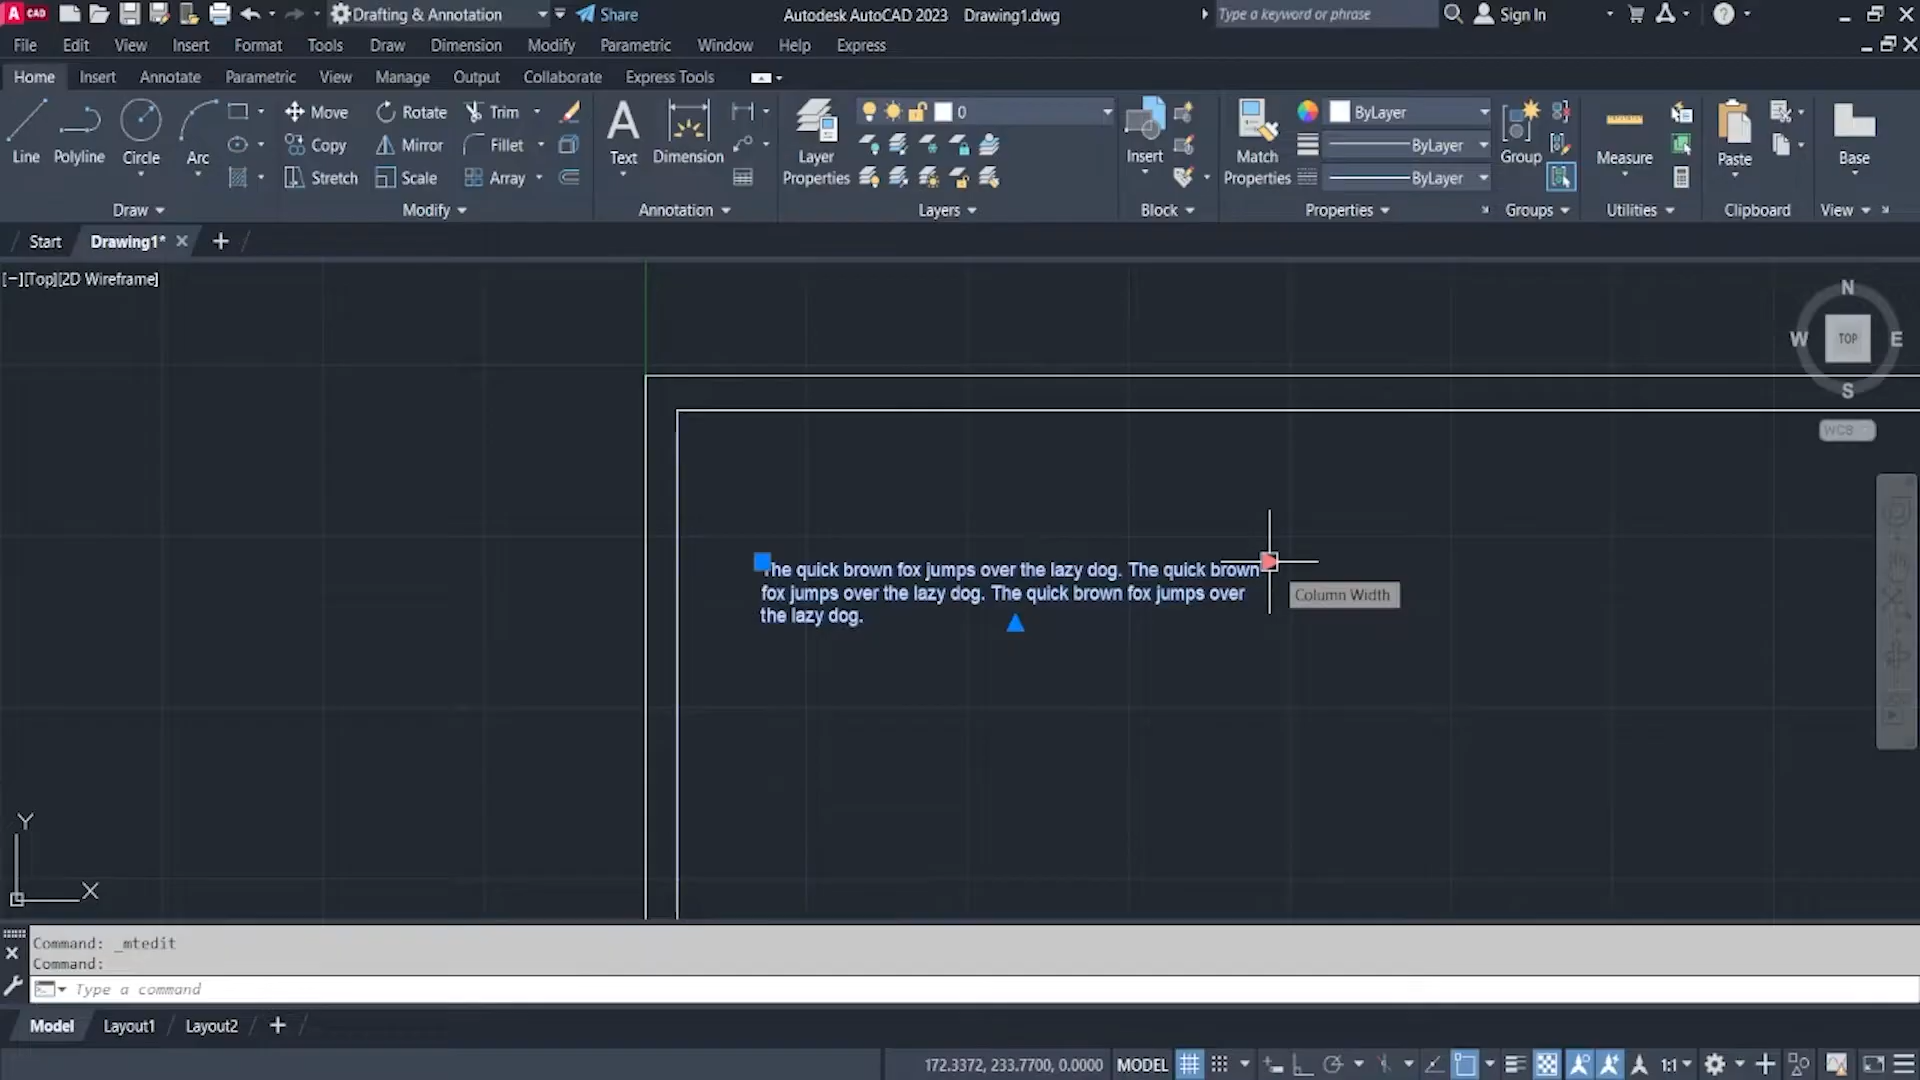 A CAD
Drafting & Annotation
Share
Autodesk AutoCAD 2023 Drawing1.dwg
Type a keyword or phrase
Sign In
File Edit View Insert Format Tools Draw Dimension Modify Parametric Window Help Express
Home Insert Annotate Parametric View Manage Output Collaborate Express Tools
Line Polyline Circle Arc
Move Rotate Trim
Copy Mirror Fillet
Stretch Scale Array
Text Dimension
Layer Properties
0
Insert
Match Properties
ByLayer
ByLayer
ByLayer
Group
Measure
Paste
Base
Draw Modify Annotation Layers Block Properties Groups Utilities Clipboard View
Start Drawing1* +
[−][Top][2D Wireframe]
N
W TOP E
S
WCS
The quick brown fox jumps over the lazy dog. The quick brown
fox jumps over the lazy dog. The quick brown fox jumps over
the lazy dog.
Column Width
Y
X
Command: _mtedit
Command:
Type a command
Model Layout1 Layout2 +
172.3372, 233.7700, 0.0000 MODEL 1:1